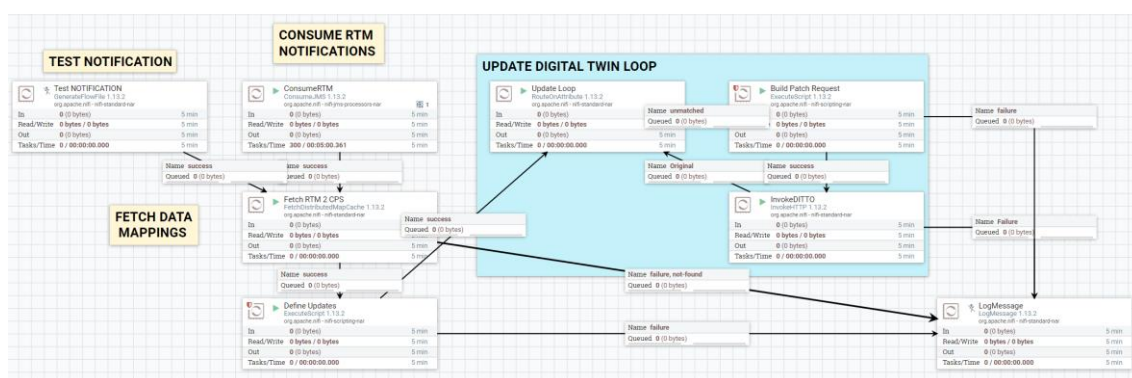 CONSUME RTM
NOTIFICATIONS
TEST NOTIFICATION
UPDATE DIGITAL TWIN LOOP
FETCH DATA
MAPPINGS
Test NOTIFICATION
GenerateFlowFile 1.13.2
org.apache.nifi - nifi-standard-nar
In 0 (0 bytes) 5 min
Read/Write 0 bytes / 0 bytes 5 min
Out 0 (0 bytes) 5 min
Tasks/Time 0 / 00:00:00.000 5 min
ConsumeRTM
ConsumeJMS 1.13.2
org.apache.nifi - nifi-jms-processors-nar
In 0 (0 bytes) 5 min
Read/Write 0 bytes / 0 bytes 5 min
Out 0 (0 bytes) 5 min
Tasks/Time 300 / 00:05:00.361 5 min
Update Loop
RouteOnAttribute 1.13.2
org.apache.nifi - nifi-standard-nar
In 0 (0 bytes)
Read/Write 0 bytes / 0 bytes
Out 0 (0 bytes) 5 min
Tasks/Time 0 / 00:00:00.000 5 min
Name unmatched
Queued 0 (0 bytes)
Build Patch Request
ExecuteScript 1.13.2
org.apache.nifi - nifi-scripting-nar
In 0 (0 bytes) 5 min
Read/Write 0 bytes / 0 bytes 5 min
Out 0 (0 bytes) 5 min
Tasks/Time 0 / 00:00:00.000 5 min
Name failure
Queued 0 (0 bytes)
Name success
Queued 0 (0 bytes)
Name success
Queued 0 (0 bytes)
Name Original
Queued 0 (0 bytes)
Name success
Queued 0 (0 bytes)
Fetch RTM 2 CPS
FetchDistributedMapCache 1.13.2
org.apache.nifi - nifi-standard-nar
In 0 (0 bytes) 5 min
Read/Write 0 bytes / 0 bytes
Out 0 (0 bytes) 5 min
Tasks/Time 0 / 00:00:00.000 5 min
Name success
Queued 0 (0 bytes)
InvokeDITTO
InvokeHTTP 1.13.2
org.apache.nifi - nifi-standard-nar
In 0 (0 bytes) 5 min
Read/Write 0 bytes / 0 bytes 5 min
Out 0 (0 bytes) 5 min
Tasks/Time 0 / 00:00:00.000 5 min
Name Failure
Queued 0 (0 bytes)
Name success
Queued 0 (0 bytes)
Name failure, not-found
Queued 0 (0 bytes)
Define Updates
ExecuteScript 1.13.2
org.apache.nifi - nifi-scripting-nar
In 0 (0 bytes) 5 min
Read/Write 0 bytes / 0 bytes 5 min
Out 0 (0 bytes) 5 min
Tasks/Time 0 / 00:00:00.000 5 min
Name failure
Queued 0 (0 bytes)
LogMessage
LogMessage 1.13.2
org.apache.nifi - nifi-standard-nar
In 0 (0 bytes) 5 min
Read/Write 0 bytes / 0 bytes 5 min
Out 0 (0 bytes) 5 min
Tasks/Time 0 / 00:00:00.000 5 min